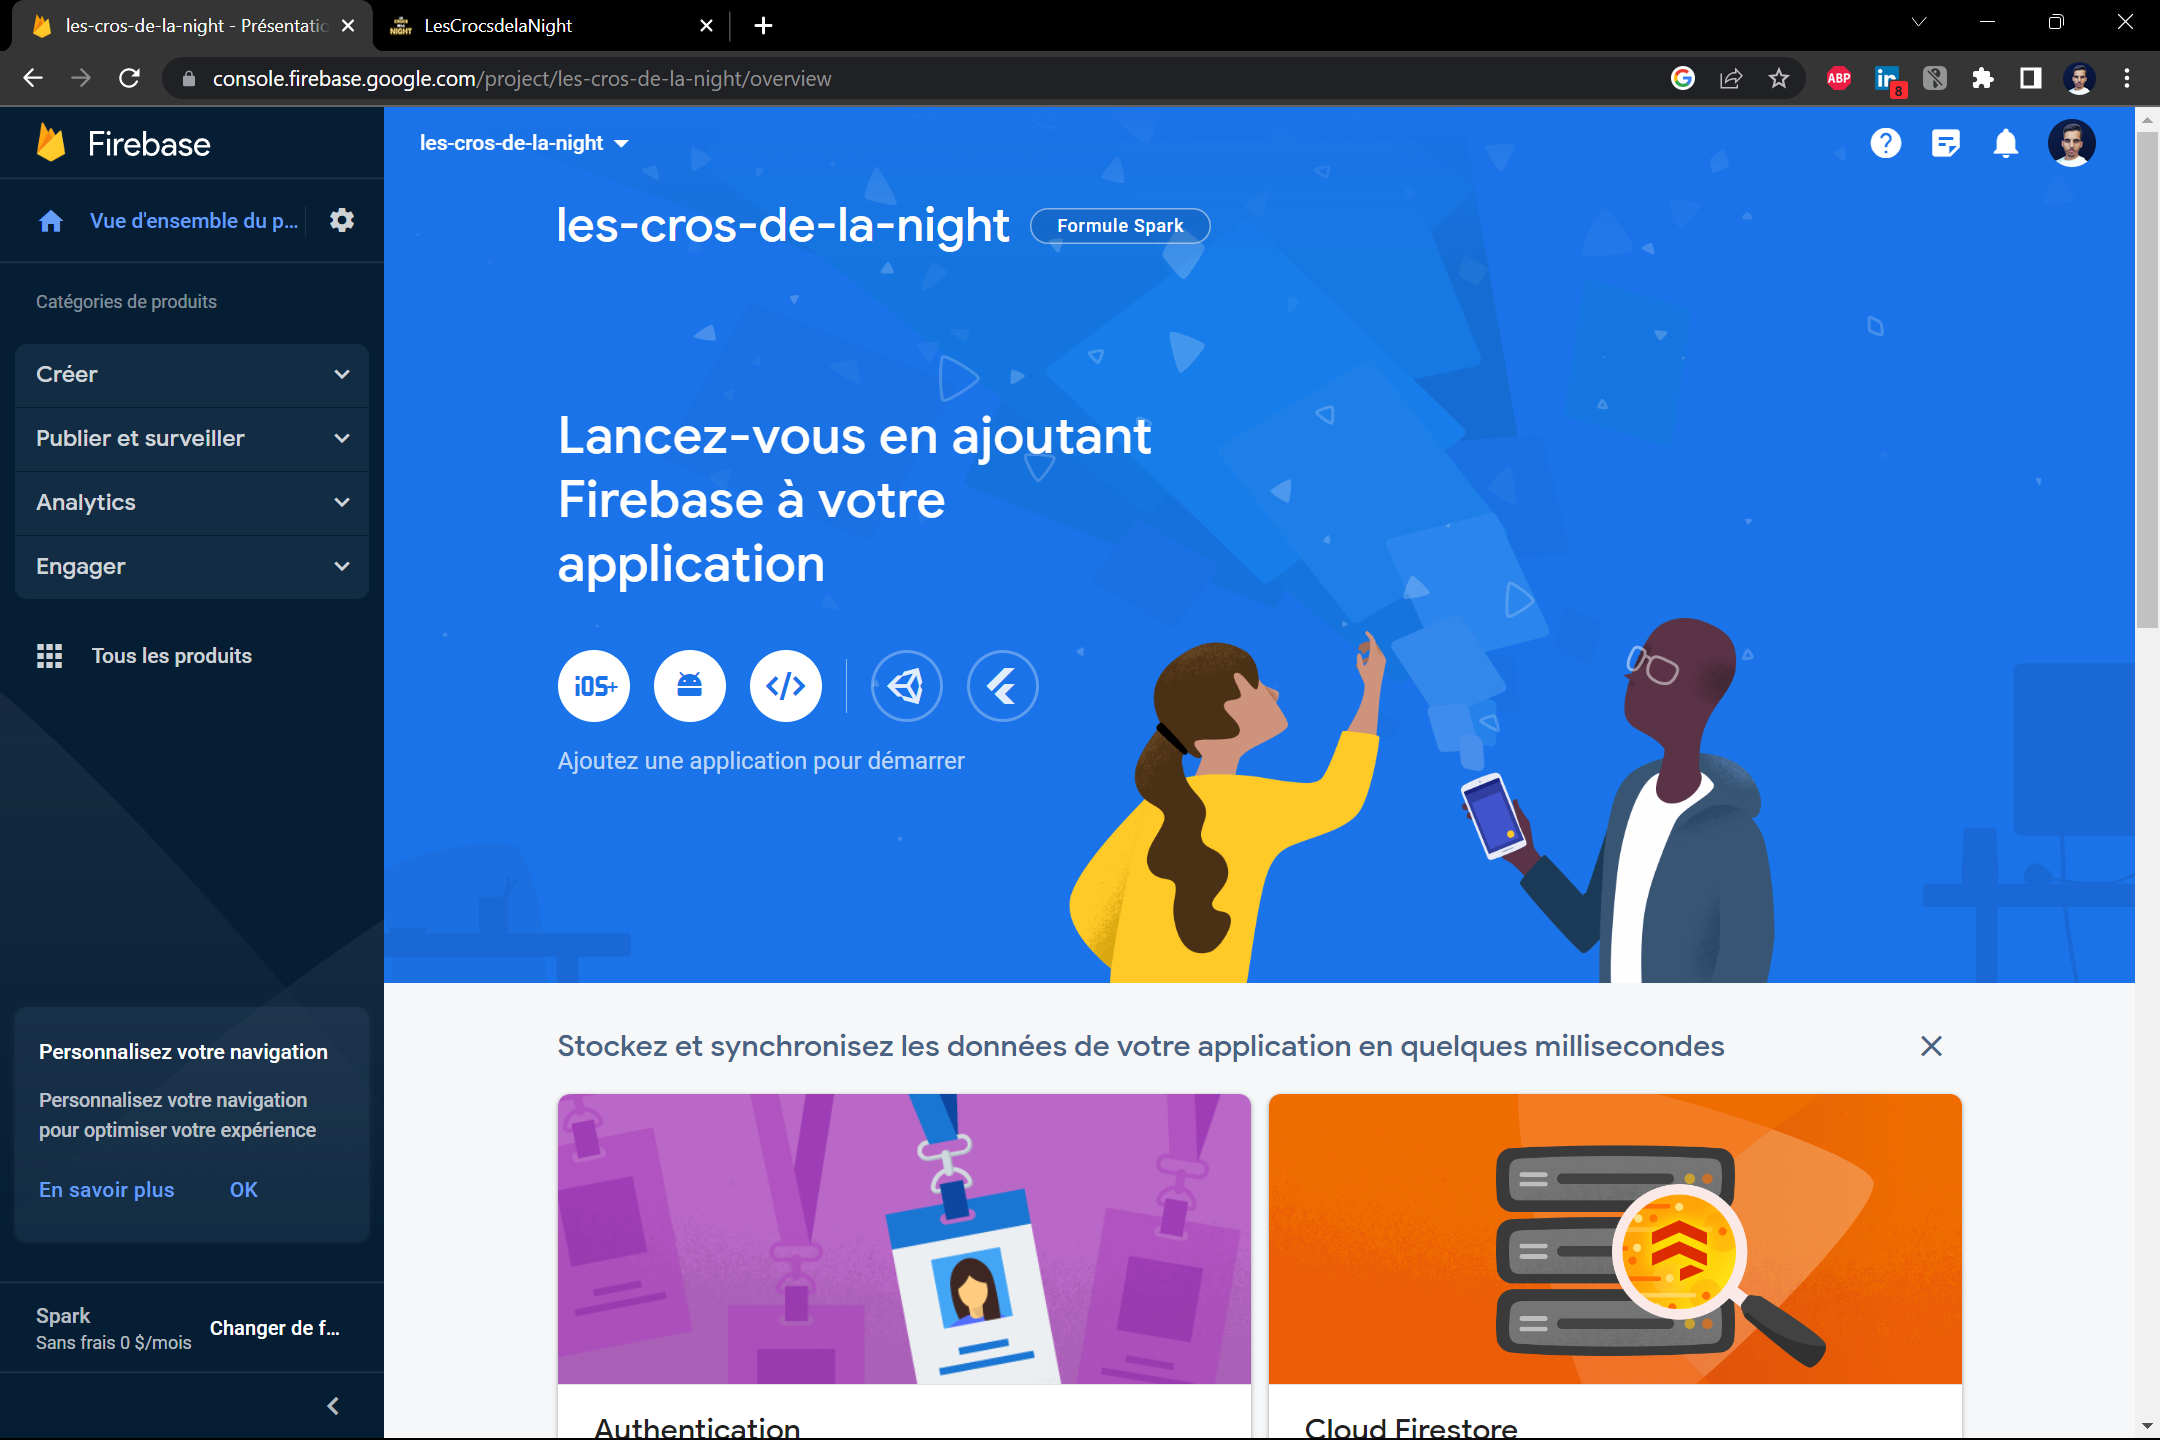 les-cros-de-la-night - Présentatio
LesCrocsdelaNight
console.firebase.google.com/project/les-cros-de-la-night/overview
ABP
in
8
Firebase
les-cros-de-la-night
Vue d'ensemble du p...
les-cros-de-la-night
Formule Spark
Catégories de produits
Créer
Publier et surveiller
Analytics
Engager
Tous les produits
Lancez-vous en ajoutant
Firebase à votre
application
iOS+
Ajoutez une application pour démarrer
Personnalisez votre navigation
Personnalisez votre navigation
pour optimiser votre expérience
En savoir plus
OK
Stockez et synchronisez les données de votre application en quelques millisecondes
Spark
Sans frais 0 $/mois
Changer de f...
Authentication
Cloud Firestore